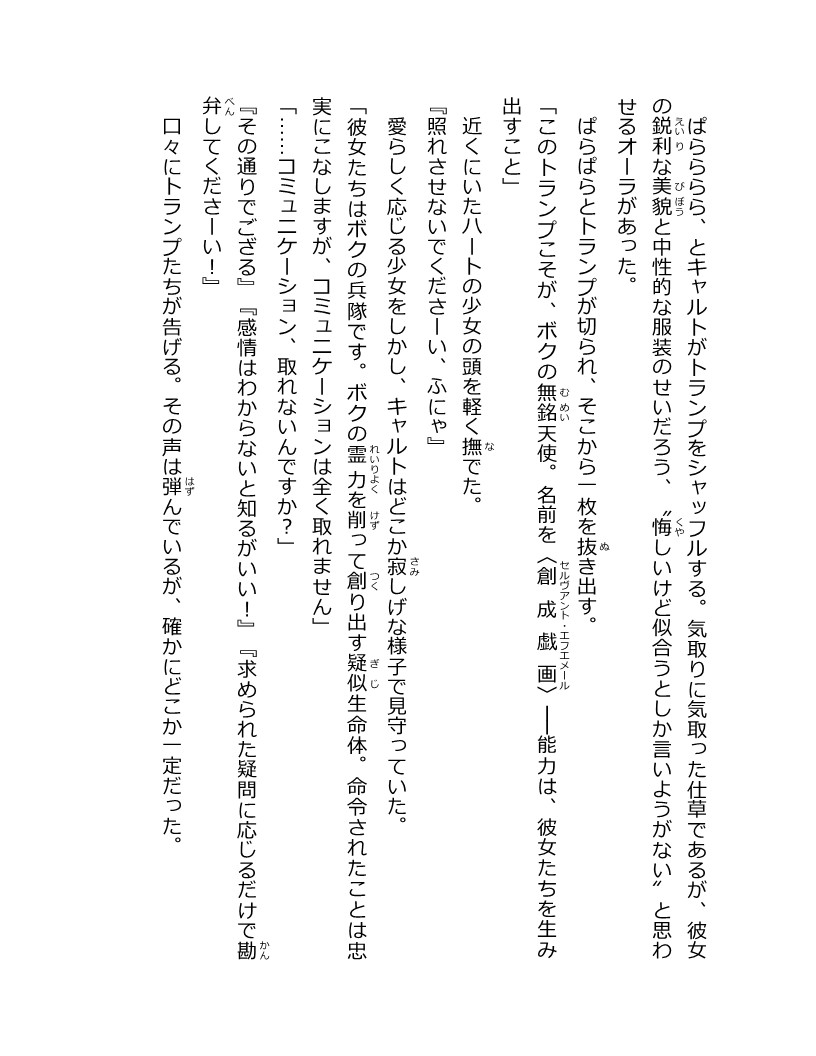 ぱらららら、とキャルトがトランプをシャッフルする。気取りに気取った仕草であるが、彼女
の鋭利な美貌と中性的な服装のせいだろう、〝悔しいけど似合うとしか言いようがない〟と思わ
せるオーラがあった。
　ぱらぱらとトランプが切られ、そこから一枚を抜き出す。
「このトランプこそが、ボクの無銘天使。名前を〈創成戯画〉──能力は、彼女たちを生み
出すこと」
　近くにいたハートの少女の頭を軽く撫でた。
『照れさせないでくださーい、ふにゃ』
　愛らしく応じる少女をしかし、キャルトはどこか寂しげな様子で見守っていた。
「彼女たちはボクの兵隊です。ボクの霊力を削って創り出す疑似生命体。命令されたことは忠
実にこなしますが、コミュニケーションは全く取れません」
「……コミュニケーション、取れないんですか？」
『その通りでござる』『感情はわからないと知るがいい！』『求められた疑問に応じるだけで勘
弁してくださーい！』
　口々にトランプたちが告げる。その声は弾んでいるが、確かにどこか一定だった。